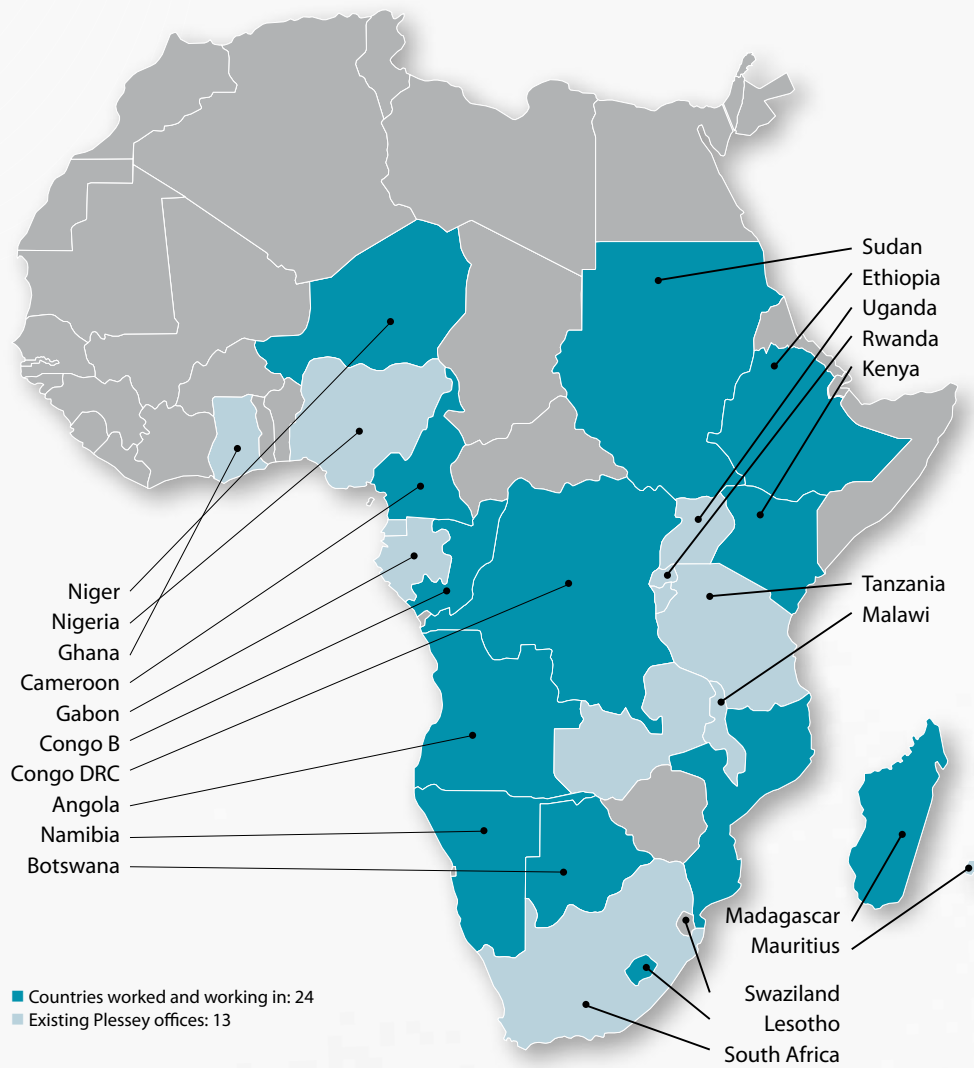 Sudan
Ethiopia
Uganda
Rwanda
Kenya
Niger
Nigeria
Ghana
Cameroon
Gabon
Congo B
Congo DRC
Angola
Namibia
Botswana
Tanzania
Malawi
Madagascar
Mauritius
Swaziland
Lesotho
South Africa
Countries worked and working in: 24
Existing Plessey offices: 13